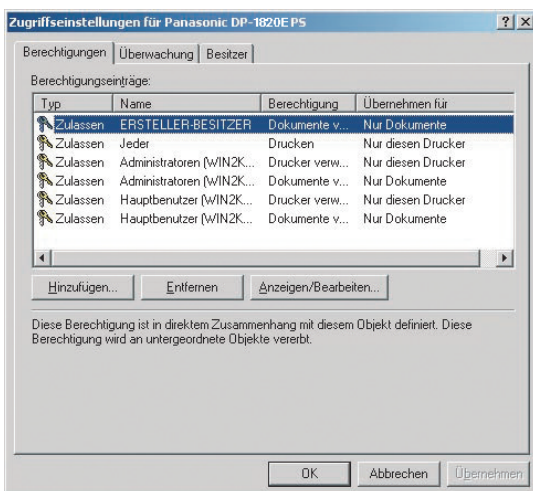 Zugriffseinstellungen für Panasonic DP-1820E PS
Berechtigungen Überwachung Besitzer
Berechtigungseinträge:
Typ Name Berechtigung Übernehmen für
Zulassen ERSTELLER-BESITZER Dokumente v... Nur Dokumente
Zulassen Jeder Drucken Nur diesen Drucker
Zulassen Administratoren (WIN2K... Drucker verw... Nur diesen Drucker
Zulassen Administratoren (WIN2K... Dokumente v... Nur Dokumente
Zulassen Hauptbenutzer (WIN2K... Drucker verw... Nur diesen Drucker
Zulassen Hauptbenutzer (WIN2K... Dokumente v... Nur Dokumente
Hinzufügen... Entfernen Anzeigen/Bearbeiten...
Diese Berechtigung ist in direktem Zusammenhang mit diesem Objekt definiert. Diese
Berechtigung wird an untergeordnete Objekte vererbt.
OK Abbrechen Übernehmen